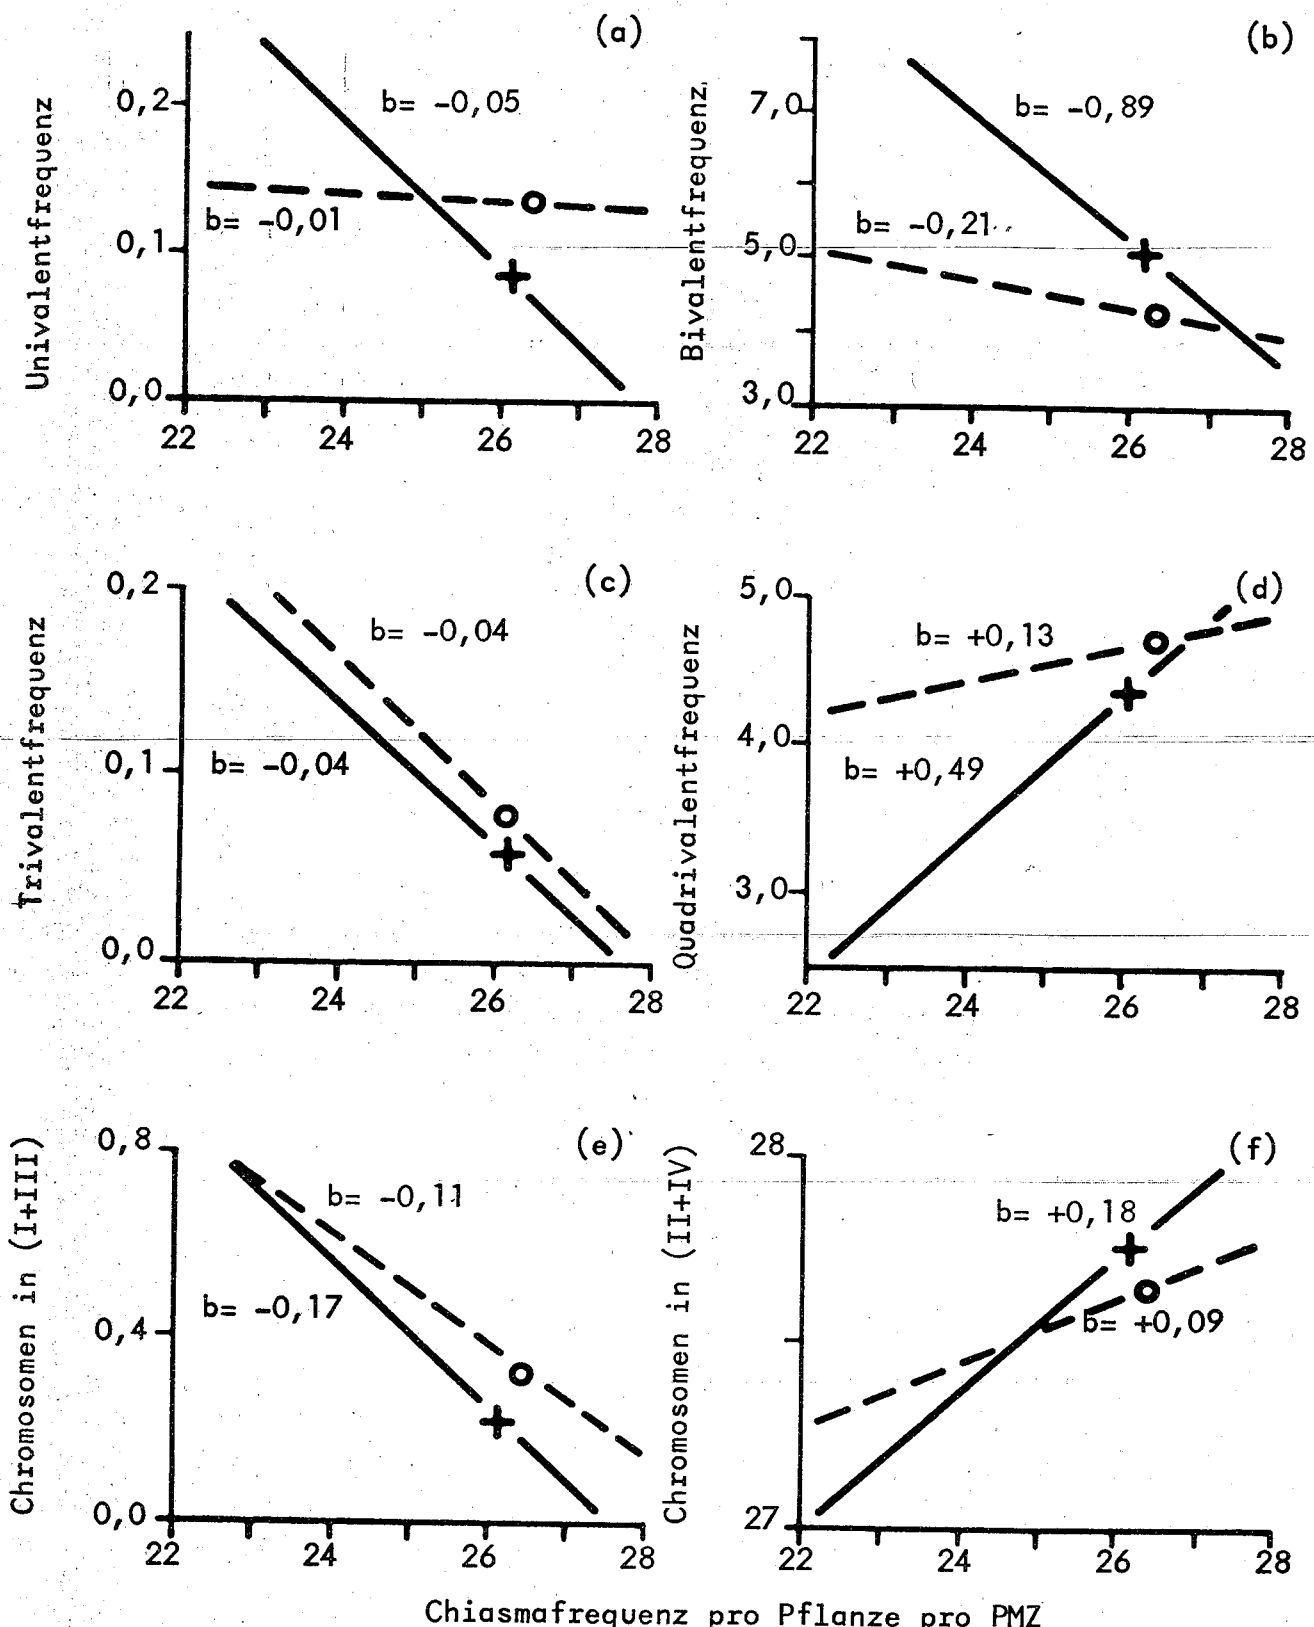 (a)
Univalentfrequenz
0,2
0,1
0,0
b= -0,05
b= -0,01
22 24 26 28
(b)
Bivalentfrequenz
7,0
5,0
3,0
b= -0,89
b= -0,21
22 24 26 28
(c)
Trivalentfrequenz
0,2
0,1
0,0
b= -0,04
b= -0,04
22 24 26 28
(d)
Quadrivalentfrequenz
5,0
4,0
3,0
b= +0,13
b= +0,49
22 24 26 28
(e)
Chromosomen in (I+III)
0,8
0,4
0,0
b= -0,11
b= -0,17
22 24 26 28
(f)
Chromosomen in (II+IV)
28
27
b= +0,18
b= +0,09
22 24 26 28
Chiasmafrequenz pro Pflanze pro PMZ